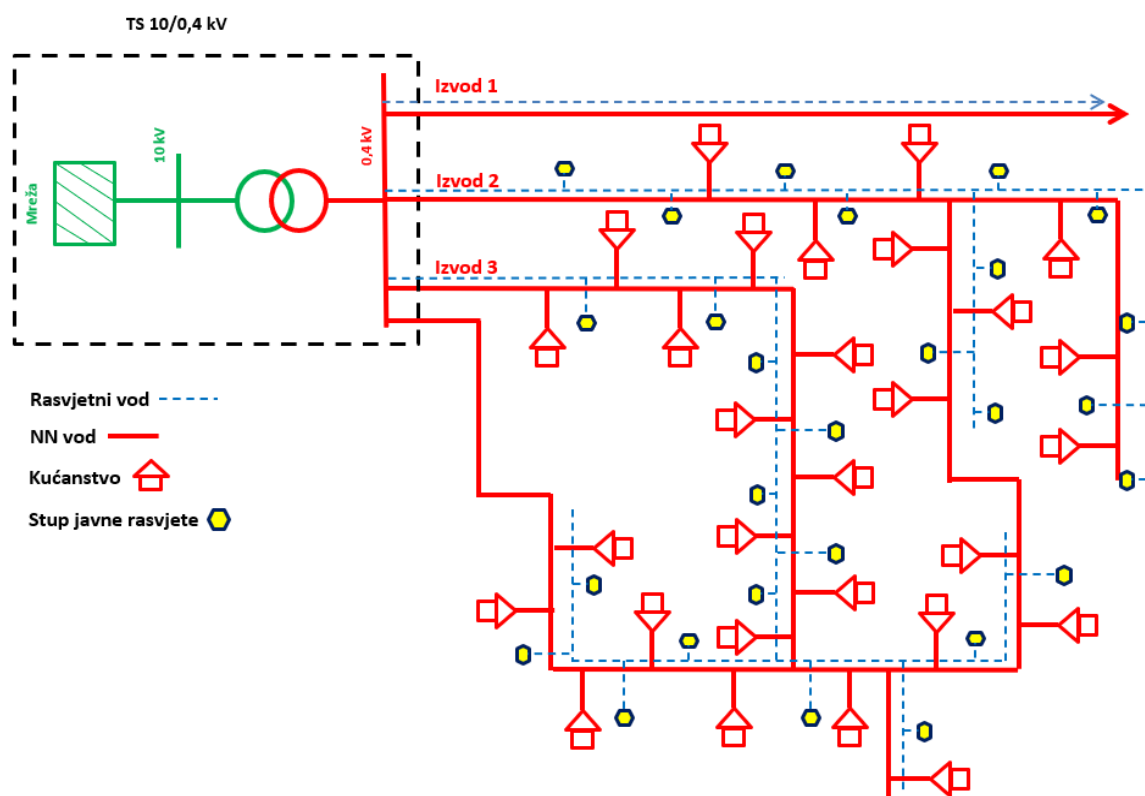 TS 10/0,4 kV
Izvod 1
10 kV
0,4 kV
Izvod 2
Mreža
Izvod 3
Rasvjetni vod
NN vod
Kućanstvo
Stup javne rasvjete